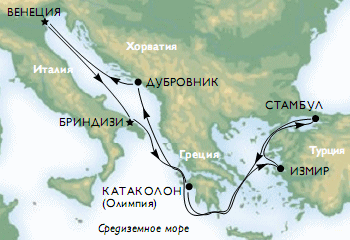 ВЕНЕЦИЯ
Хорватия
Италия
ДУБРОВНИК
СТАМБУЛ
БРИНДИЗИ
Турция
Греция
ИЗМИР
КАТАКОЛОН
(Олимпия)
Средиземное море